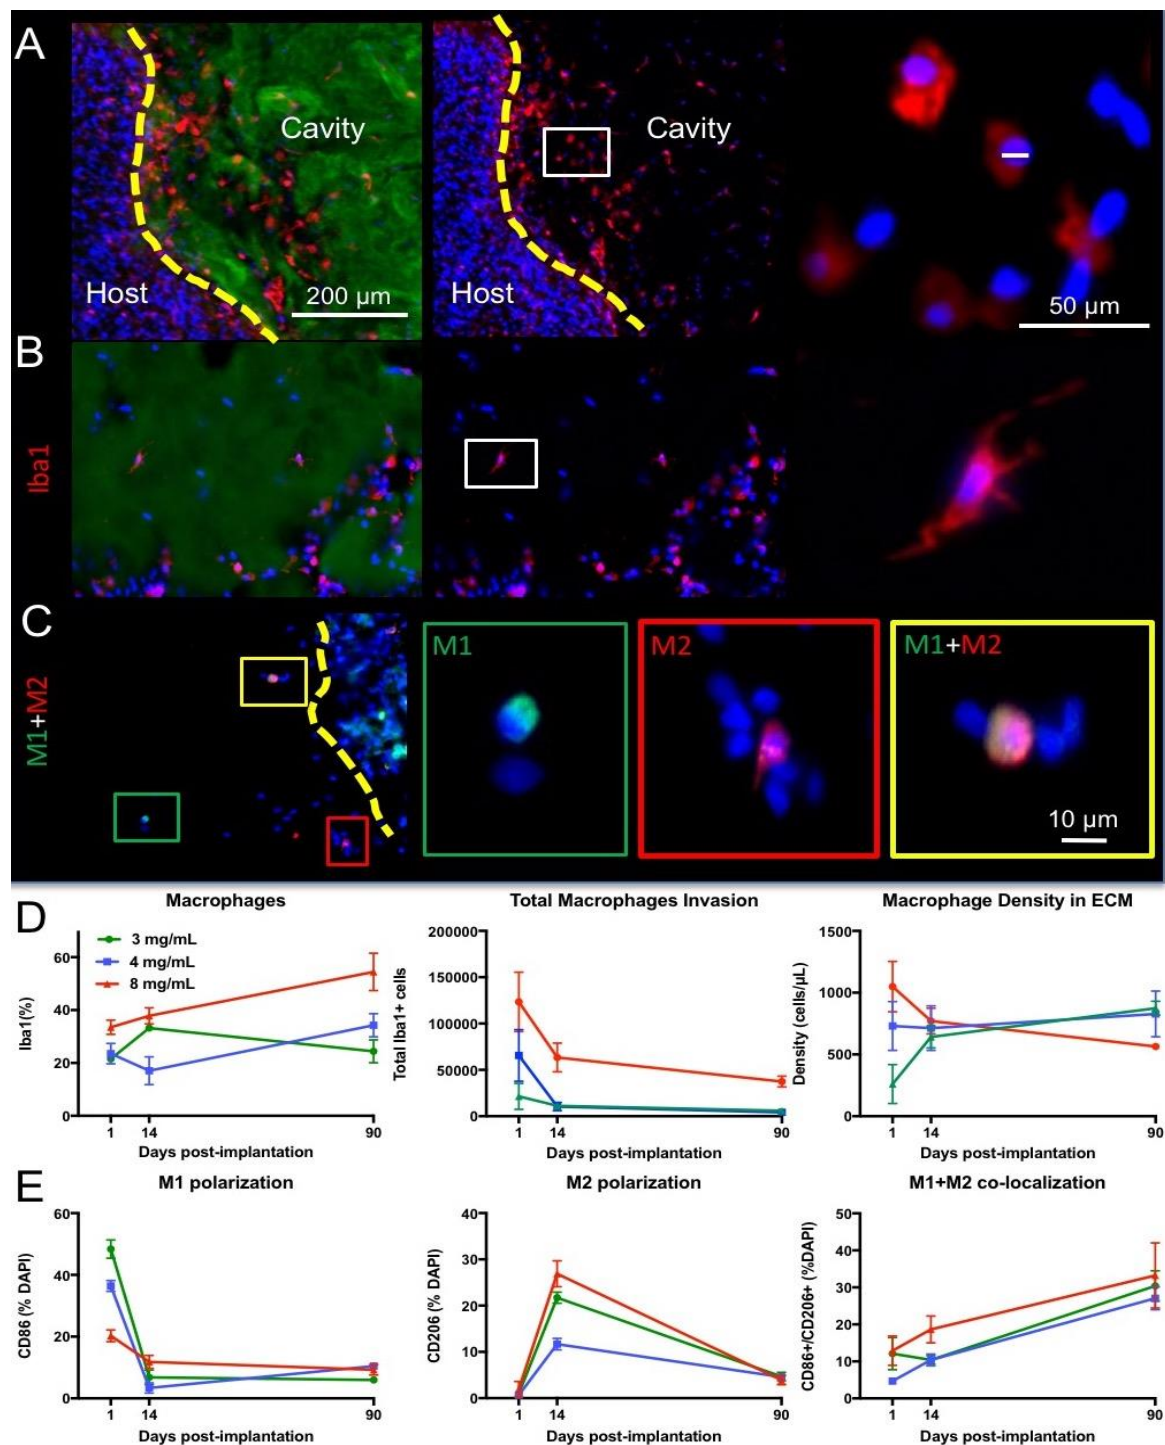 A
Cavity
Host
200 µm
Cavity
Host
50 µm
B
Iba1
C
M1+M2
M1
M2
M1+M2
10 µm
D
Macrophages
3 mg/mL
4 mg/mL
8 mg/mL
Iba1(%)
60
40
20
0
1 14 90
Days post-implantation
Total Macrophages Invasion
Total Iba1+ cells
200000
150000
100000
50000
0
1 14 90
Days post-implantation
Macrophage Density in ECM
Density (cells/µL)
1500
1000
500
0
1 14 90
Days post-implantation
E
M1 polarization
CD86 (% DAPI)
60
40
20
0
1 14 90
Days post-implantation
M2 polarization
CD206 (% DAPI)
40
30
20
10
0
1 14 90
Days post-implantation
M1+M2 co-localization
CD86+/CD206+ (%DAPI)
50
40
30
20
10
0
1 14 90
Days post-implantation